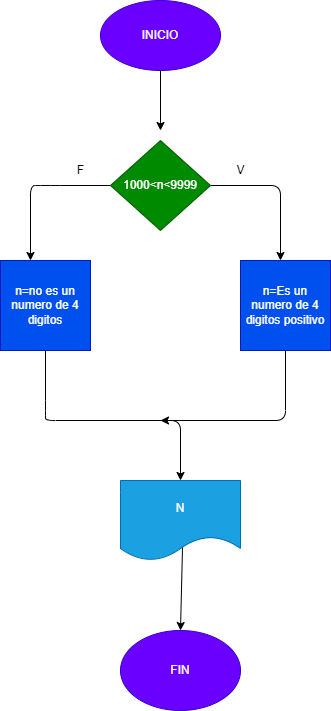 INICIO
1000<n<9999
F
V
n=no es un
numero de 4
digitos
n=Es un
numero de 4
digitos positivo
N
FIN